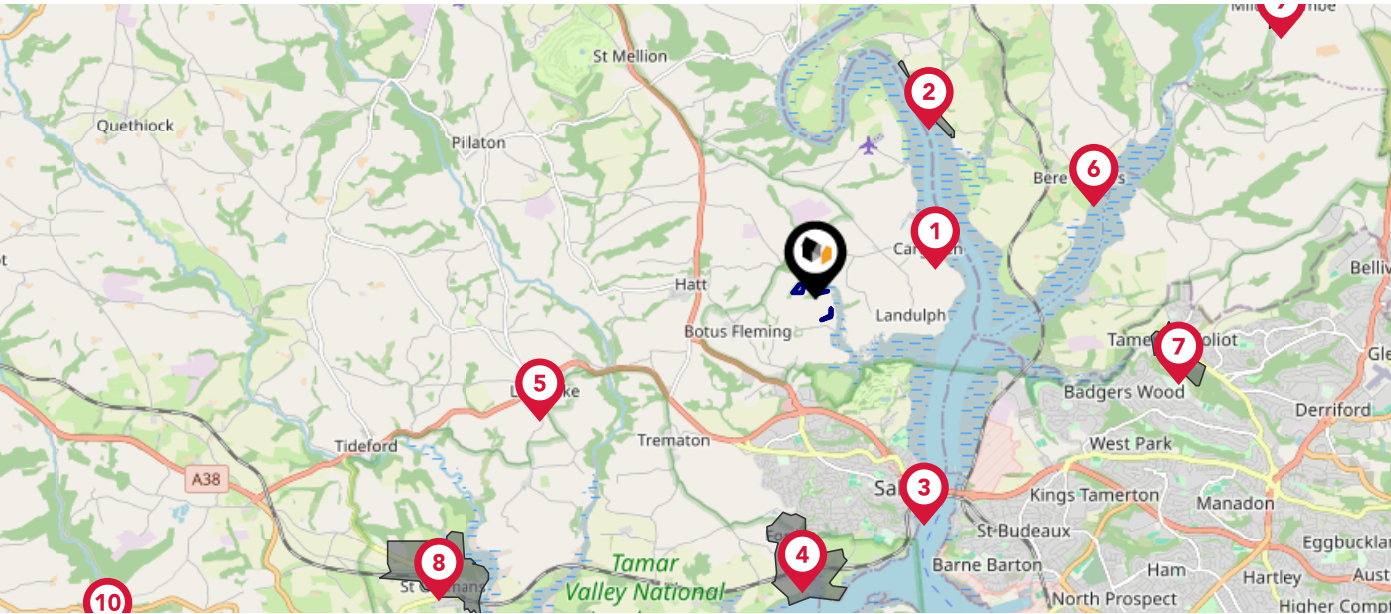 St Mellion
2
Quethiock
Pilaton
6
1
Hatt
Landulph
Botus Fleming
7
Badgers Wood
5
Derriford
Tideford
Trematon
West Park
A38
3
Kings Tamerton
Manadon
St Budeaux
4
8
Tamar
Valley National
Barne Barton
Ham
Hartley
North Prospect
10